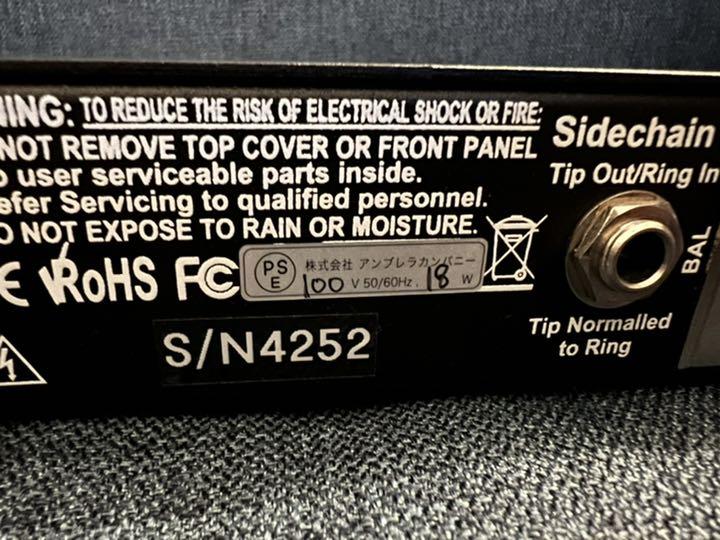 NING: TO REDUCE THE RISK OF ELECTRICAL SHOCK OR FIRE:
NOT REMOVE TOP COVER OR FRONT PANEL
user serviceable parts inside.
efer Servicing to qualified personnel.
O NOT EXPOSE TO RAIN OR MOISTURE.
CE RoHS FC
PS
E
株式会社 アンブレラカンパニー
100 V 50/60Hz, 18 W
S/N4252
Sidechain
Tip Out/Ring In
BAL
Tip Normalled
to Ring